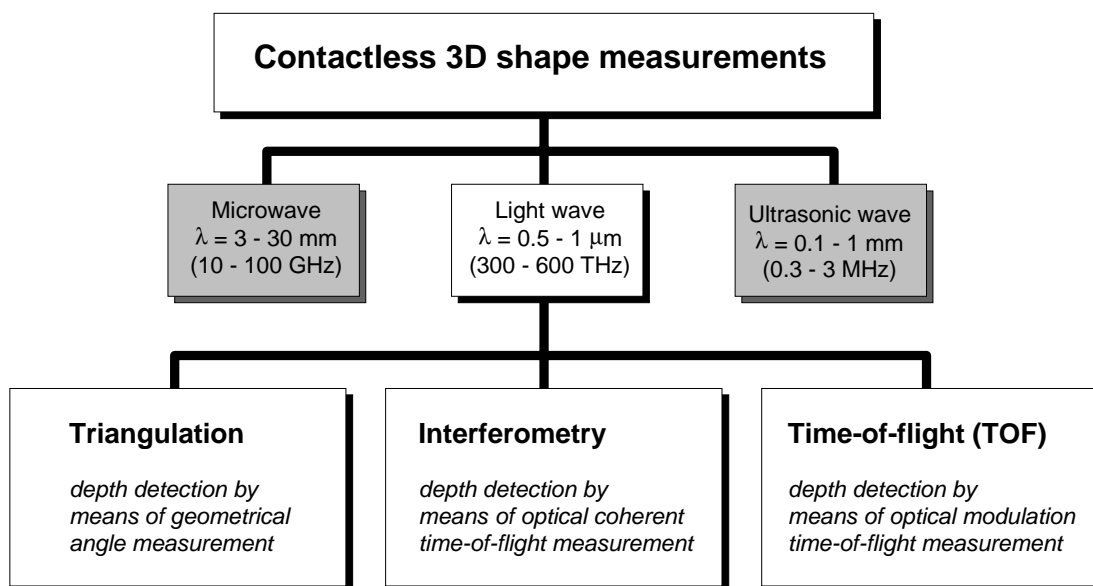 Contactless 3D shape measurements
Microwave
λ = 3 - 30 mm
(10 - 100 GHz)
Light wave
λ = 0.5 - 1 μm
(300 - 600 THz)
Ultrasonic wave
λ = 0.1 - 1 mm
(0.3 - 3 MHz)
Triangulation
depth detection by
means of geometrical
angle measurement
Interferometry
depth detection by
means of optical coherent
time-of-flight measurement
Time-of-flight (TOF)
depth detection by
means of optical modulation
time-of-flight measurement